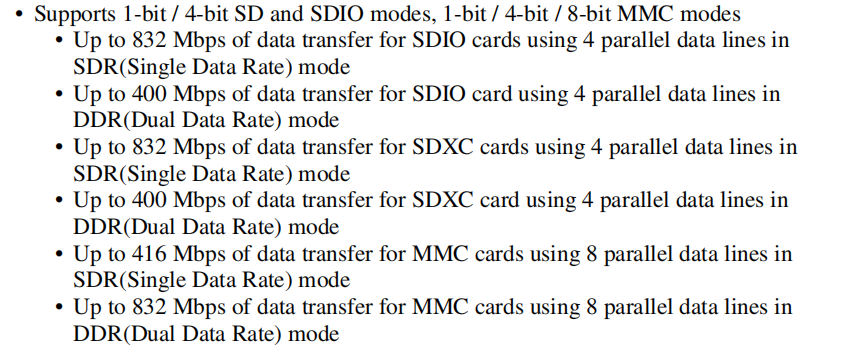 • Supports 1-bit / 4-bit SD and SDIO modes, 1-bit / 4-bit / 8-bit MMC modes
• Up to 832 Mbps of data transfer for SDIO cards using 4 parallel data lines in
SDR(Single Data Rate) mode
• Up to 400 Mbps of data transfer for SDIO card using 4 parallel data lines in
DDR(Dual Data Rate) mode
• Up to 832 Mbps of data transfer for SDXC cards using 4 parallel data lines in
SDR(Single Data Rate) mode
• Up to 400 Mbps of data transfer for SDXC card using 4 parallel data lines in
DDR(Dual Data Rate) mode
• Up to 416 Mbps of data transfer for MMC cards using 8 parallel data lines in
SDR(Single Data Rate) mode
• Up to 832 Mbps of data transfer for MMC cards using 8 parallel data lines in
DDR(Dual Data Rate) mode